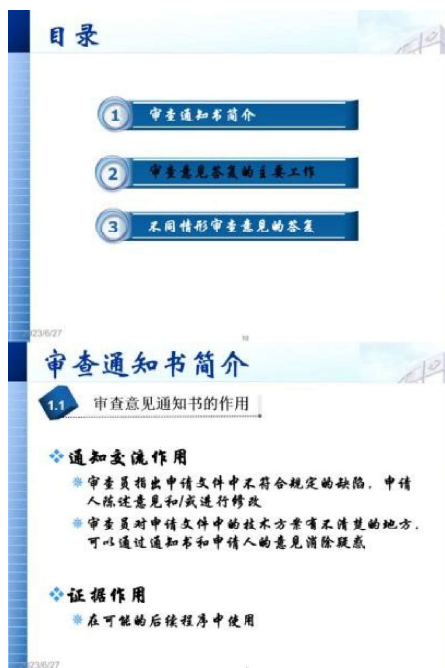 目录
1 审查通知书简介
2 审查意见答复的主要工作
3 不同情形审查意见的答复
2023/6/27
审查通知书简介
1.1 审查意见通知书的作用
通知交流作用
审查员指出申请文件中不符合规定的缺陷，申请
人陈述意见和/或进行修改
审查员对申请文件中的技术方案有不清楚的地方，
可以通过通知书和申请人的意见消除疑惑
证据作用
在可能的后续程序中使用
2023/6/27